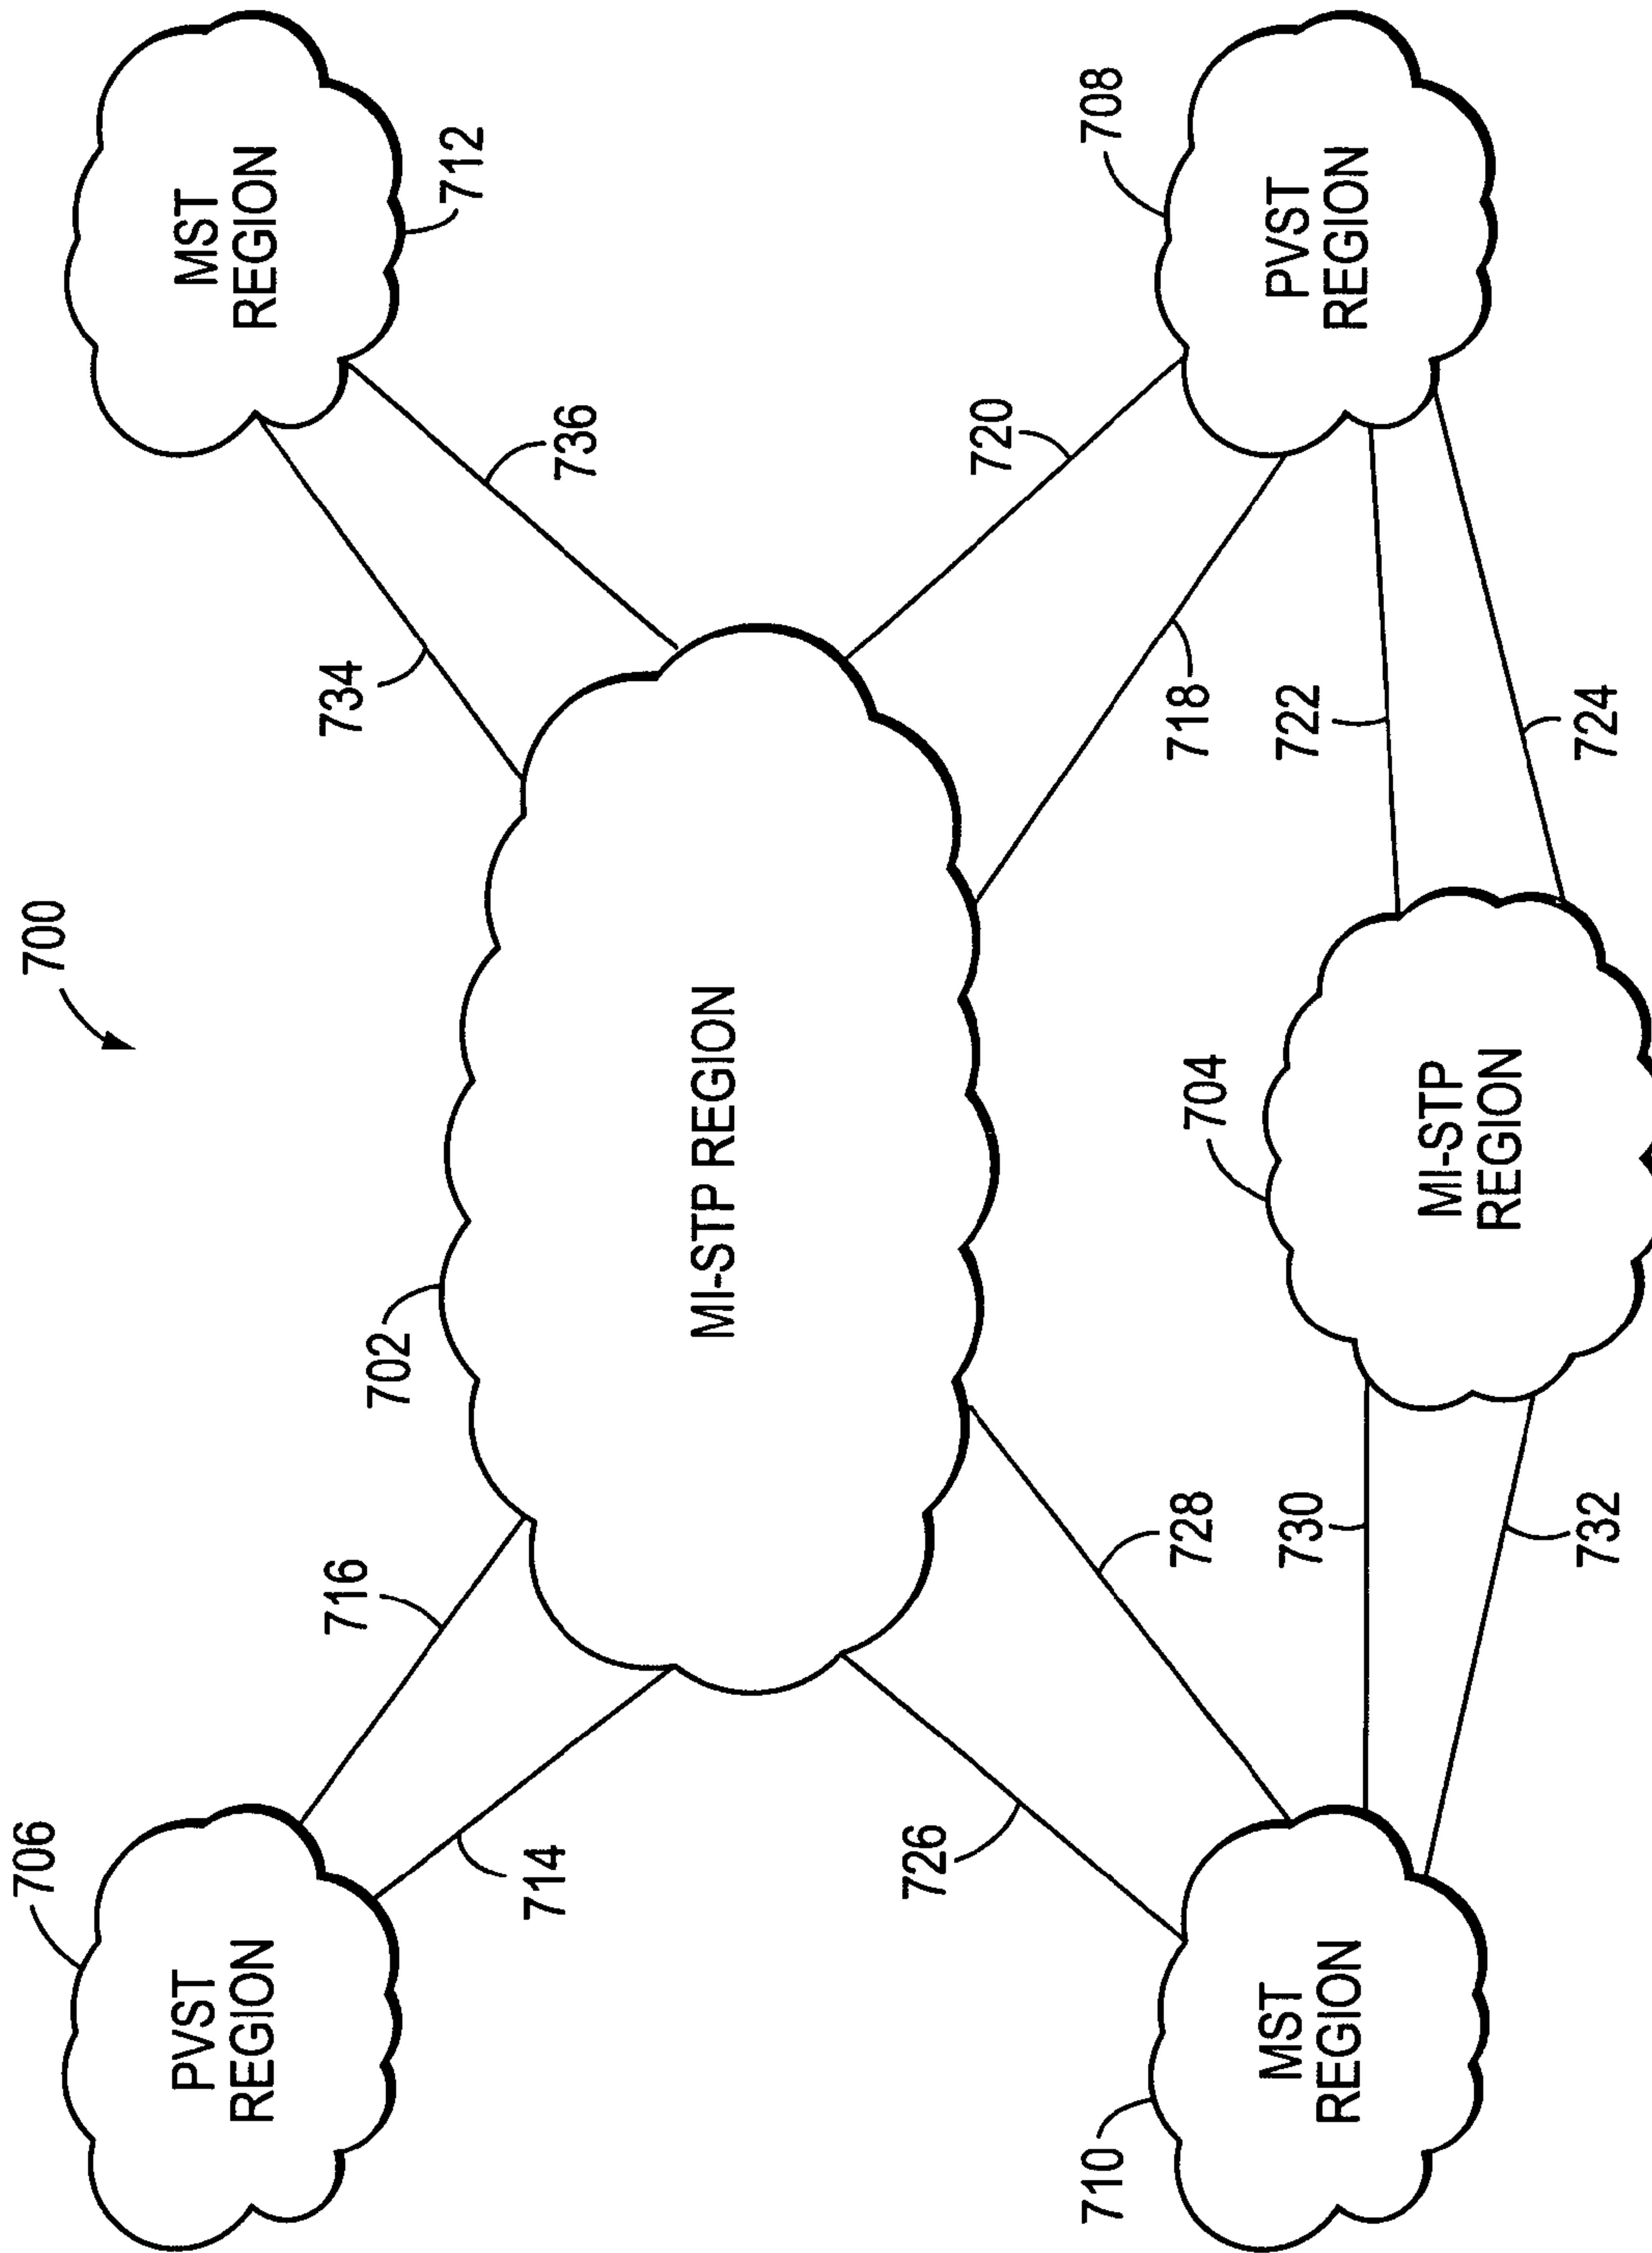 700
706
PVST
REGION
716
714
702
MI-STP REGION
734
736
MST
REGION
712
726
728
718
720
710
MST
REGION
730
732
704
MI-STP
REGION
722
724
708
PVST
REGION